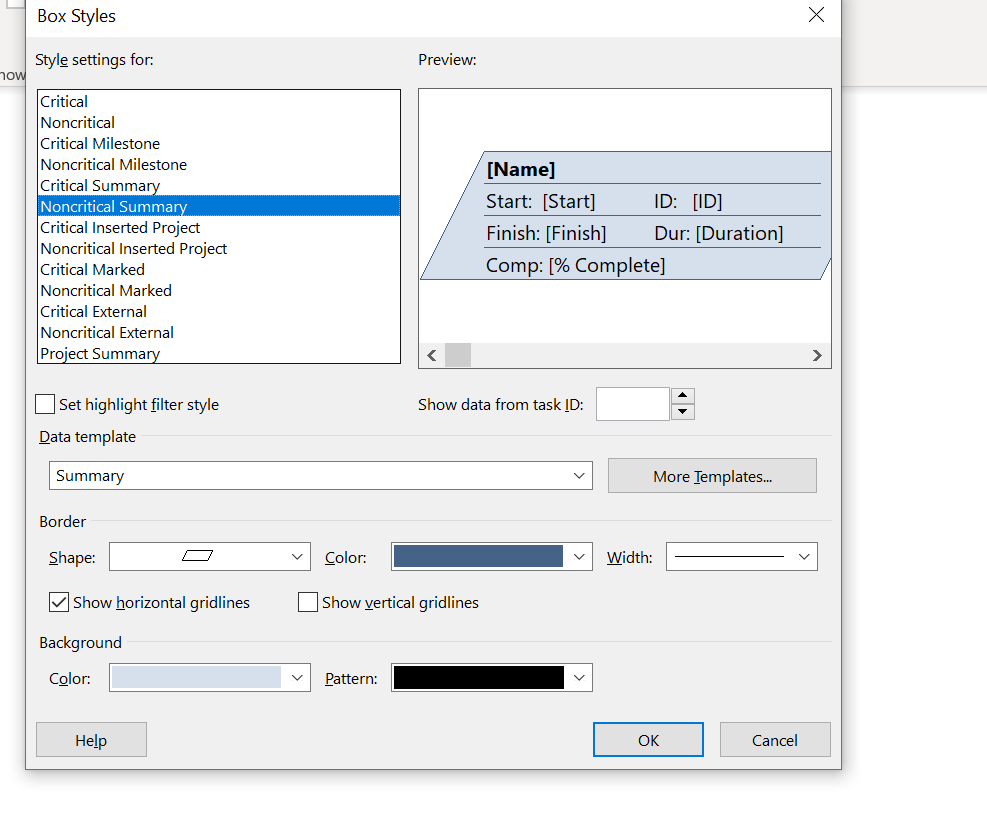 Box Styles
how
Style settings for:
Preview:
Critical
Noncritical
Critical Milestone
Noncritical Milestone
Critical Summary
Noncritical Summary
Critical Inserted Project
Noncritical Inserted Project
Critical Marked
Noncritical Marked
Critical External
Noncritical External
Project Summary
[Name]
Start: [Start] ID: [ID]
Finish: [Finish] Dur: [Duration]
Comp: [% Complete]
Set highlight filter style
Show data from task ID:
Data template
Summary
More Templates...
Border
Shape:
Color:
Width:
Show horizontal gridlines
Show vertical gridlines
Background
Color:
Pattern:
Help
OK
Cancel